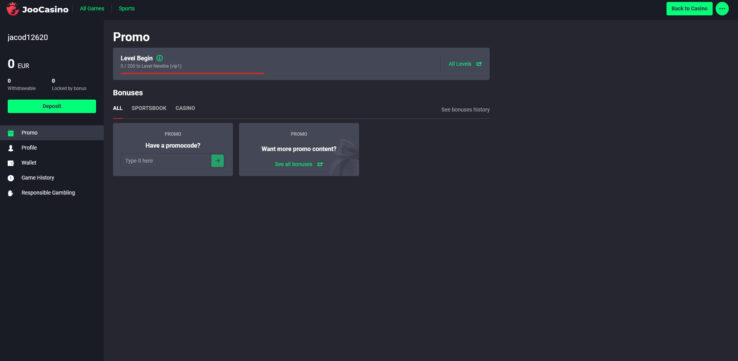 JooCasino
All Games
Sports
Back to Casino
jacod12620
0 EUR
0
0
Withdrawable
Locked by bonus
Deposit
Promo
Profile
Wallet
Game History
Responsible Gambling
Promo
Level Begin
0 / 200 to Level Newbie (vip1)
All Levels
Bonuses
ALL
SPORTSBOOK
CASINO
See bonuses history
PROMO
Have a promocode?
Type it here
PROMO
Want more promo content?
See all bonuses